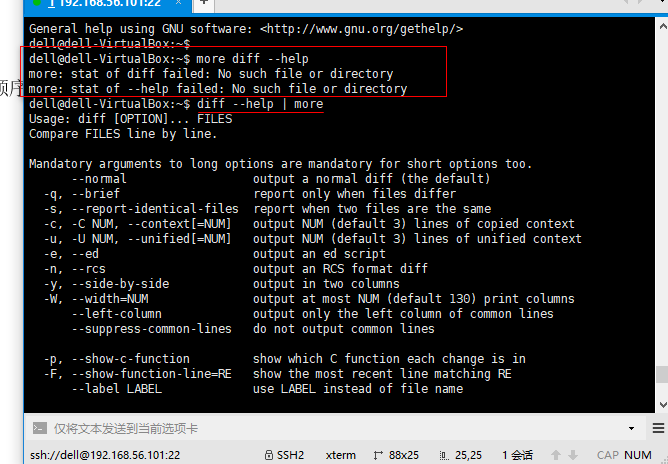 1 192.168.56.101:22
General help using GNU software: <http://www.gnu.org/gethelp/>
dell@dell-VirtualBox:~$
dell@dell-VirtualBox:~$ more diff --help
more: stat of diff failed: No such file or directory
顺序
more: stat of --help failed: No such file or directory
dell@dell-VirtualBox:~$ diff --help | more
Usage: diff [OPTION]... FILES
Compare FILES line by line.
Mandatory arguments to long options are mandatory for short options too.
--normal output a normal diff (the default)
-q, --brief report only when files differ
-s, --report-identical-files report when two files are the same
-c, -C NUM, --context[=NUM] output NUM (default 3) lines of copied context
-u, -U NUM, --unified[=NUM] output NUM (default 3) lines of unified context
-e, --ed output an ed script
-n, --rcs output an RCS format diff
-y, --side-by-side output in two columns
-W, --width=NUM output at most NUM (default 130) print columns
--left-column output only the left column of common lines
--suppress-common-lines do not output common lines
-p, --show-c-function show which C function each change is in
-F, --show-function-line=RE show the most recent line matching RE
--label LABEL use LABEL instead of file name
仅将文本发送到当前选项卡
ssh://dell@192.168.56.101:22 SSH2 xterm 88x25 25,25 1 会话 CAP NUM